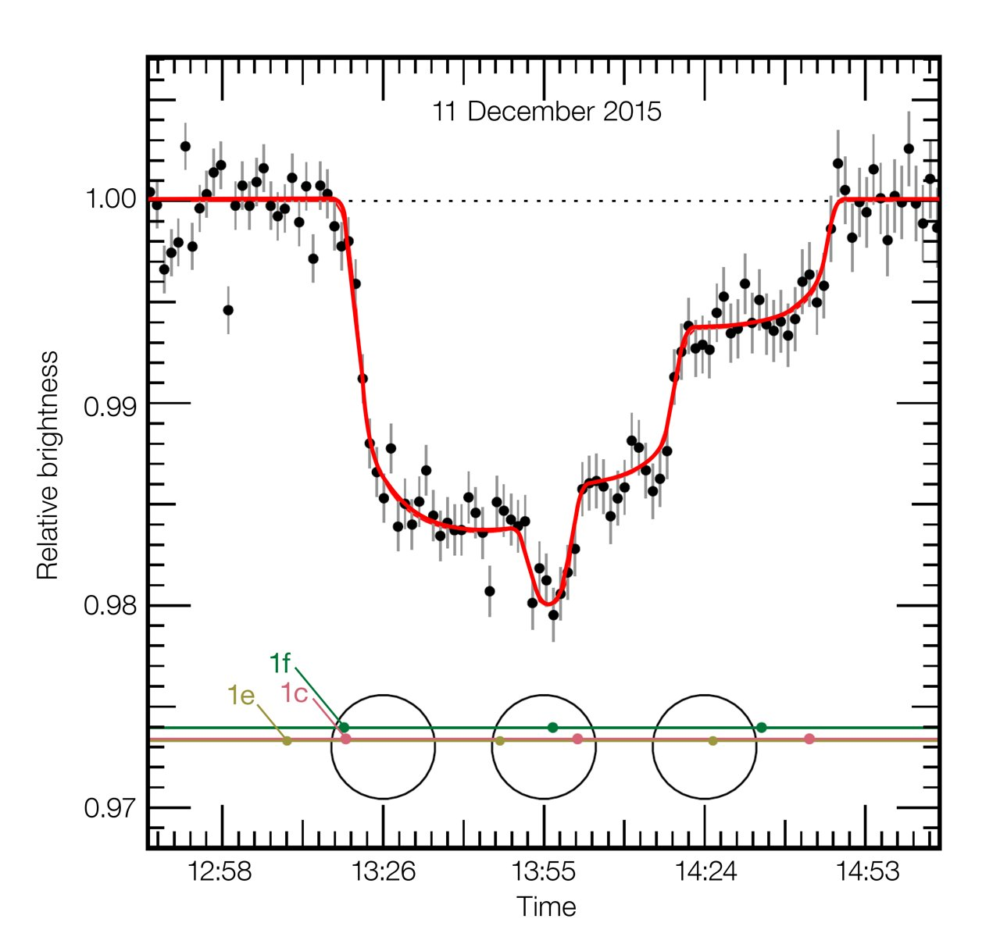 11 December 2015
1.00
0.99
0.98
0.97
Relative brightness
1f
1e
1c
12:58 13:26 13:55 14:24 14:53
Time